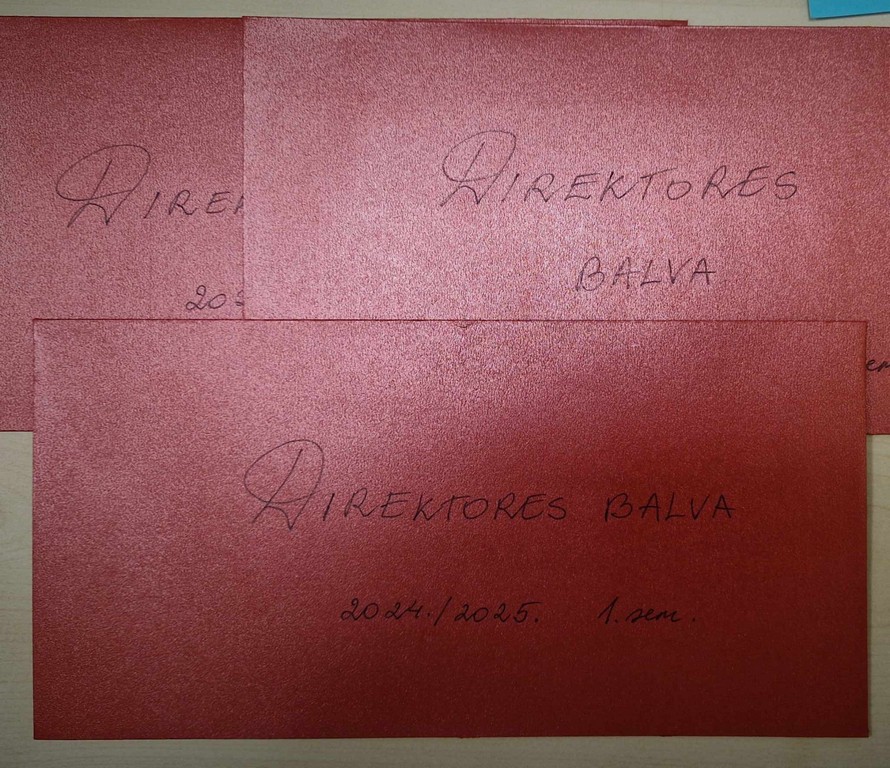 DIREKTORES
BALVA
DIREKTORES BALVA
2024./2025. 1. sem.